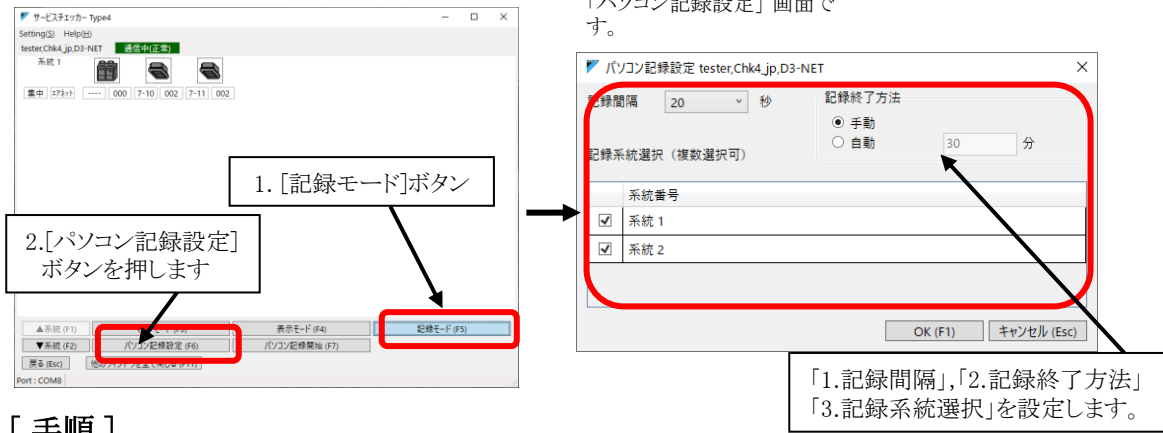 サービスチェッカー Type4
Setting(S) Help(H)
tester,Chk4_jp,D3-NET 通信中(正常)
系統 1
集中 ｴｱﾈｯﾄ ---- 000 7-10 002 7-11 002
1. [記録モード]ボタン
2.[パソコン記録設定]
ボタンを押します
▲系統 (F1) 表示モード (F4) 記録モード (F5)
▼系統 (F2) パソコン記録設定 (F6) パソコン記録開始 (F7)
戻る (Esc)
Port : COM8
「パソコン記録設定」画面で
す。
パソコン記録設定 tester,Chk4_jp,D3-NET
記録間隔 20 秒
記録終了方法
手動
自動 30 分
記録系統選択（複数選択可）
系統番号
系統 1
系統 2
OK (F1) キャンセル (Esc)
「1.記録間隔」,「2.記録終了方法」
「3.記録系統選択」を設定します。
[ 手順 ]